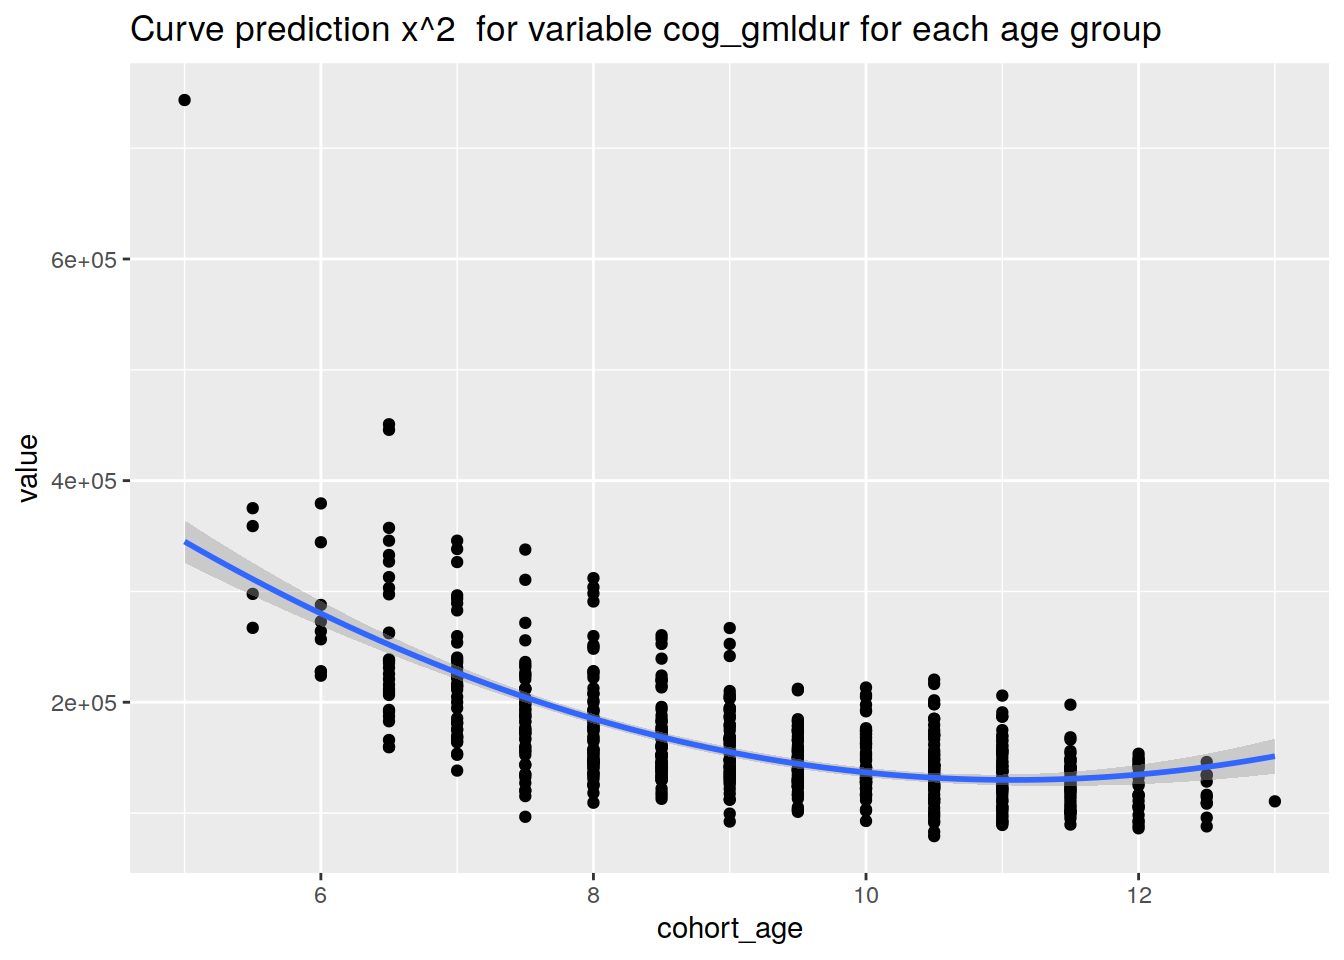 Curve prediction x^2  for variable cog_gmldur for each age group
6e+05
4e+05
2e+05
value
6 8 10 12
cohort_age